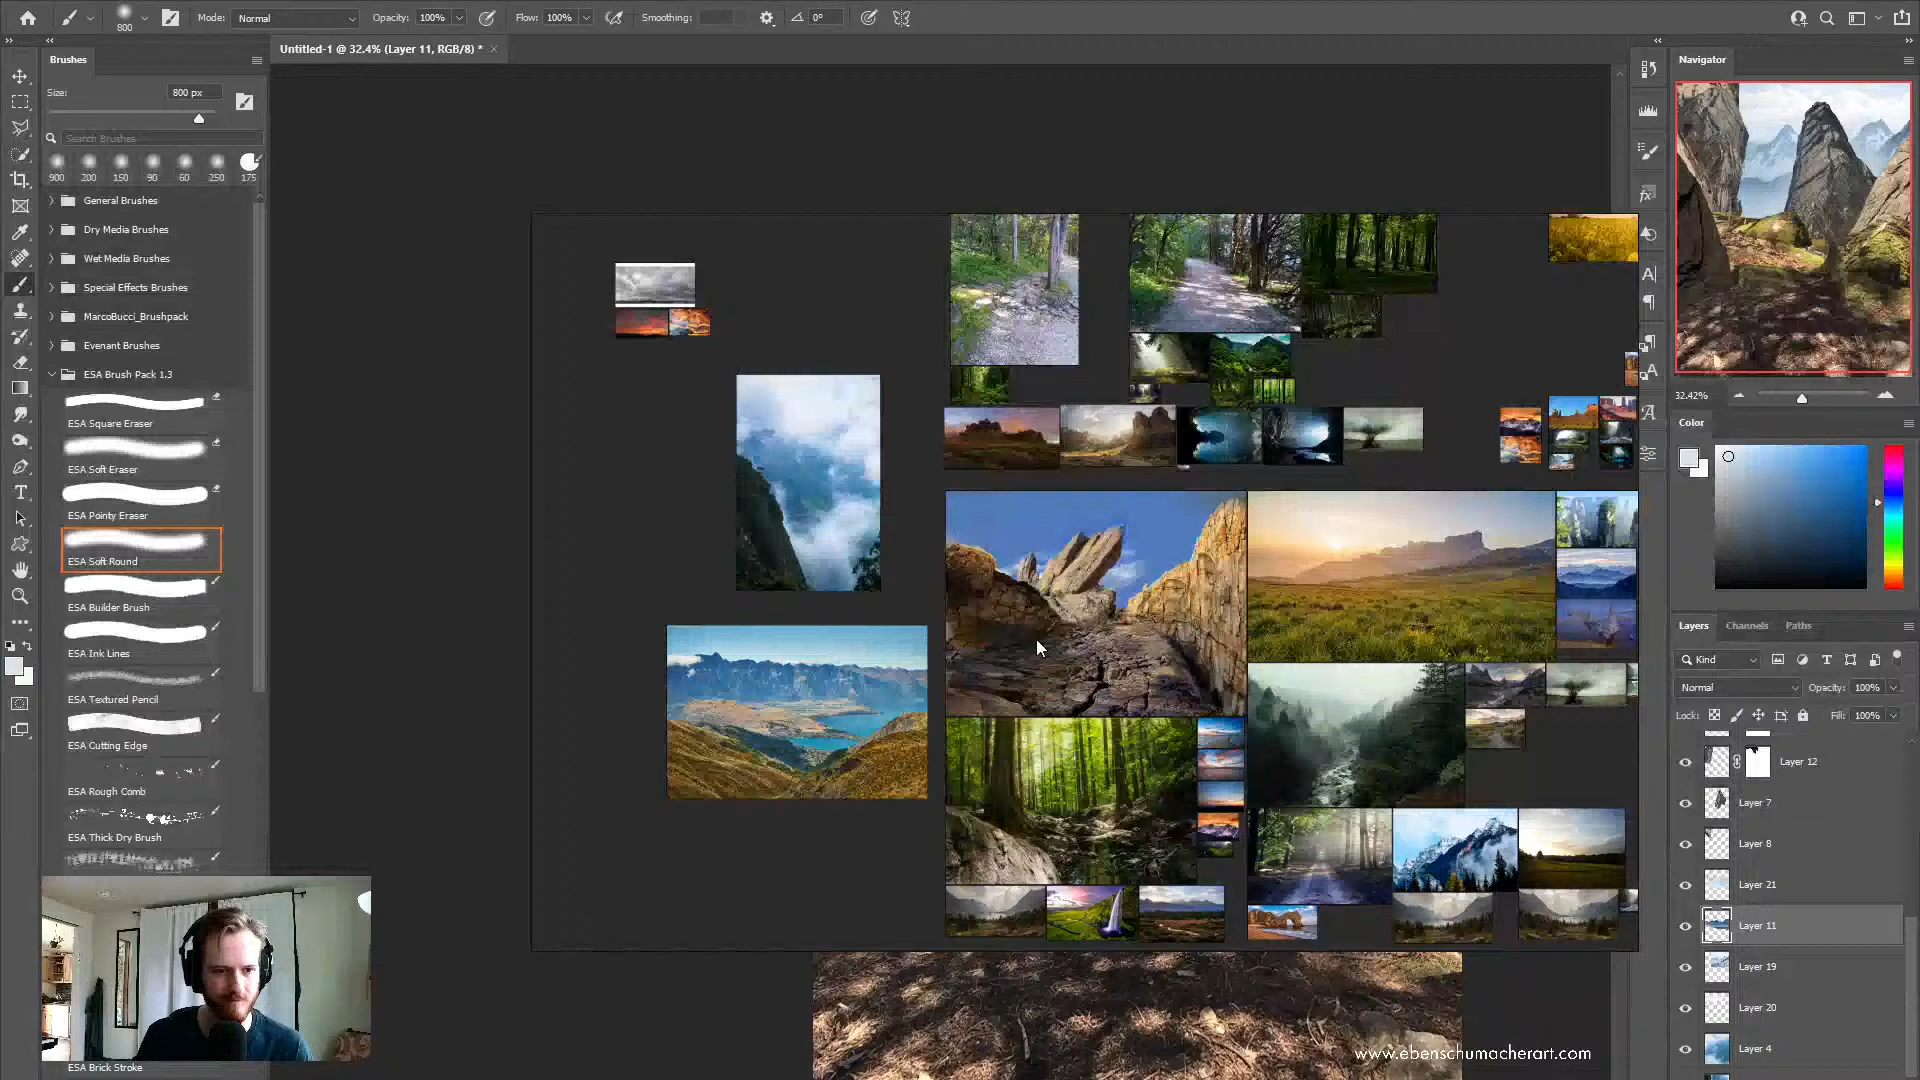 800
Mode: Normal
Opacity: 100%
Flow: 100%
Smoothing:
0°
Untitled-1 @ 32.4% (Layer 11, RGB/8) *
Brushes
Size:
800 px
Search Brushes
900 200 150 90 60 250 175
General Brushes
Dry Media Brushes
Wet Media Brushes
Special Effects Brushes
MarcoBucci_Brushpack
Evenant Brushes
ESA Brush Pack 1.3
ESA Square Eraser
ESA Soft Eraser
ESA Pointy Eraser
ESA Soft Round
ESA Builder Brush
ESA Ink Lines
ESA Textured Pencil
ESA Cutting Edge
ESA Rough Comb
ESA Thick Dry Brush
ESA Brick Stroke
Navigator
32.42%
Color
Layers Channels Paths
Kind
Normal
Opacity: 100%
Lock:
Fill: 100%
Layer 12
Layer 7
Layer 8
Layer 21
Layer 11
Layer 19
Layer 20
Layer 4
www.ebenschumacherart.com